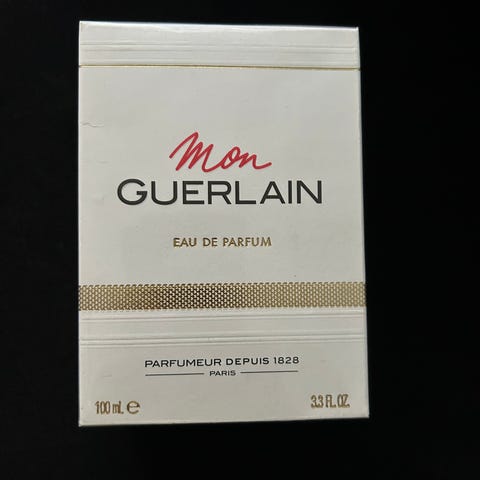 Mon
GUERLAIN
EAU DE PARFUM
PARFUMEUR DEPUIS 1828
PARIS
100 mL e 3.3 FL.OZ.